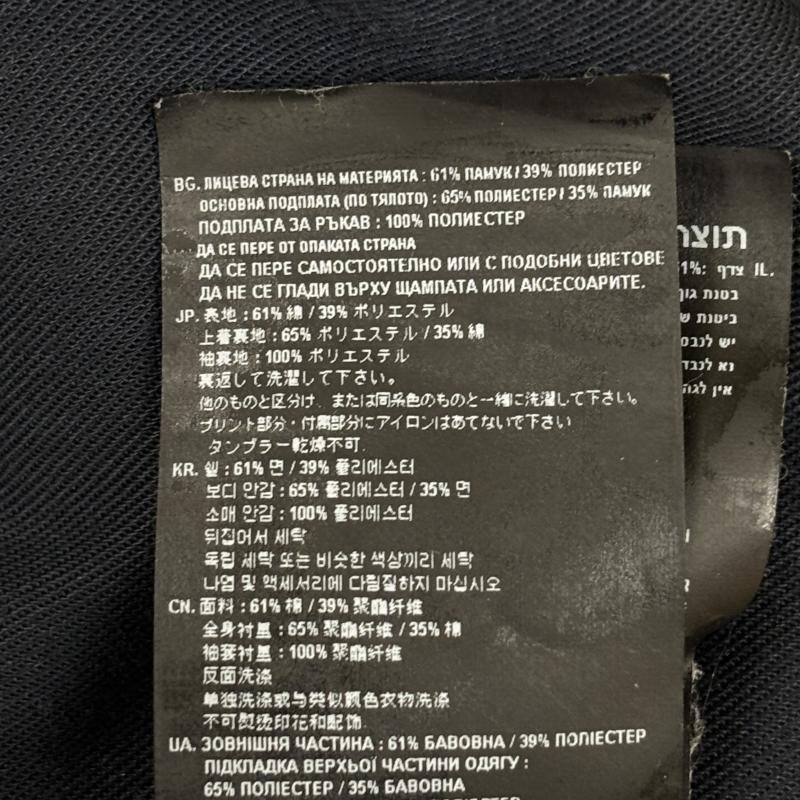 BG. ЛИЦЕВА СТРАНА НА МАТЕРИЯТА : 61% ПАМУК / 39% ПОЛИЕСТЕР
ОСНОВНА ПОДПЛАТА (ПО ТЯЛОТО) : 65% ПОЛИЕСТЕР / 35% ПАМУК
ПОДПЛАТА ЗА РЪКАВ : 100% ПОЛИЕСТЕР
ДА СЕ ПЕРЕ ОТ ОПАКАТА СТРАНА
ДА СЕ ПЕРЕ САМОСТОЯТЕЛНО ИЛИ С ПОДОБНИ ЦВЕТОВЕ
ДА НЕ СЕ ГЛАДИ ВЪРХУ ЩАМПАТА ИЛИ АКСЕСОАРИТЕ.
JP. 表地 : 61% 綿 / 39% ポリエステル
上着裏地 : 65% ポリエステル / 35% 綿
袖裏地 : 100% ポリエステル
裏返して洗濯して下さい。
他のものと区分け、または同系色のものと一緒に洗濯して下さい。
プリント部分・付属部分にアイロンはあてないで下さい
タンブラー乾燥不可.
KR. 쉘 : 61% 면 / 39% 폴리에스터
보디 안감 : 65% 폴리에스터 / 35% 면
소매 안감 : 100% 폴리에스터
뒤집어서 세탁
독립 세탁 또는 비슷한 색상끼리 세탁
나염 및 액세서리에 다림질하지 마십시오
CN. 面料 : 61% 棉 / 39% 聚酯纤维
全身衬里 : 65% 聚酯纤维 / 35% 棉
袖套衬里 : 100% 聚酯纤维
反面洗涤
单独洗涤或与类似颜色衣物洗涤
不可熨烫印花和配饰.
UA. ЗОВНІШНЯ ЧАСТИНА : 61% БАВОВНА / 39% ПОЛІЕСТЕР
ПІДКЛАДКА ВЕРХЬОЇ ЧАСТИНИ ОДЯГУ :
65% ПОЛІЕСТЕР / 35% БАВОВНА
IL. צדף :
בטנת גוף
ביטנת
יש
נא
אין